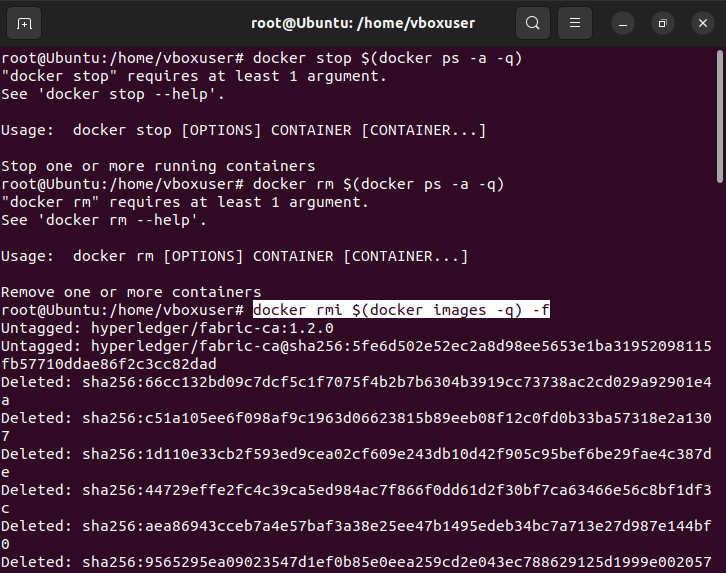 root@Ubuntu: /home/vboxuser
root@Ubuntu:/home/vboxuser# docker stop $(docker ps -a -q)
"docker stop" requires at least 1 argument.
See 'docker stop --help'.
Usage:  docker stop [OPTIONS] CONTAINER [CONTAINER...]
Stop one or more running containers
root@Ubuntu:/home/vboxuser# docker rm $(docker ps -a -q)
"docker rm" requires at least 1 argument.
See 'docker rm --help'.
Usage:  docker rm [OPTIONS] CONTAINER [CONTAINER...]
Remove one or more containers
root@Ubuntu:/home/vboxuser# docker rmi $(docker images -q) -f
Untagged: hyperledger/fabric-ca:1.2.0
Untagged: hyperledger/fabric-ca@sha256:5fe6d502e52ec2a8d98ee5653e1ba31952098115
fb57710ddae86f2c3cc82dad
Deleted: sha256:66cc132bd09c7dcf5c1f7075f4b2b7b6304b3919cc73738ac2cd029a92901e4
a
Deleted: sha256:c51a105ee6f098af9c1963d06623815b89eeb08f12c0fd0b33ba57318e2a130
7
Deleted: sha256:1d110e33cb2f593ed9cea02cf609e243db10d42f905c95bef6be29fae4c387d
e
Deleted: sha256:44729effe2fc4c39ca5ed984ac7f866f0dd61d2f30bf7ca63466e56c8bf1df3
c
Deleted: sha256:aea86943cceb7a4e57baf3a38e25ee47b1495edeb34bc7a713e27d987e144bf
0
Deleted: sha256:9565295ea09023547d1ef0b85e0eea259cd2e043ec788629125d1999e002057